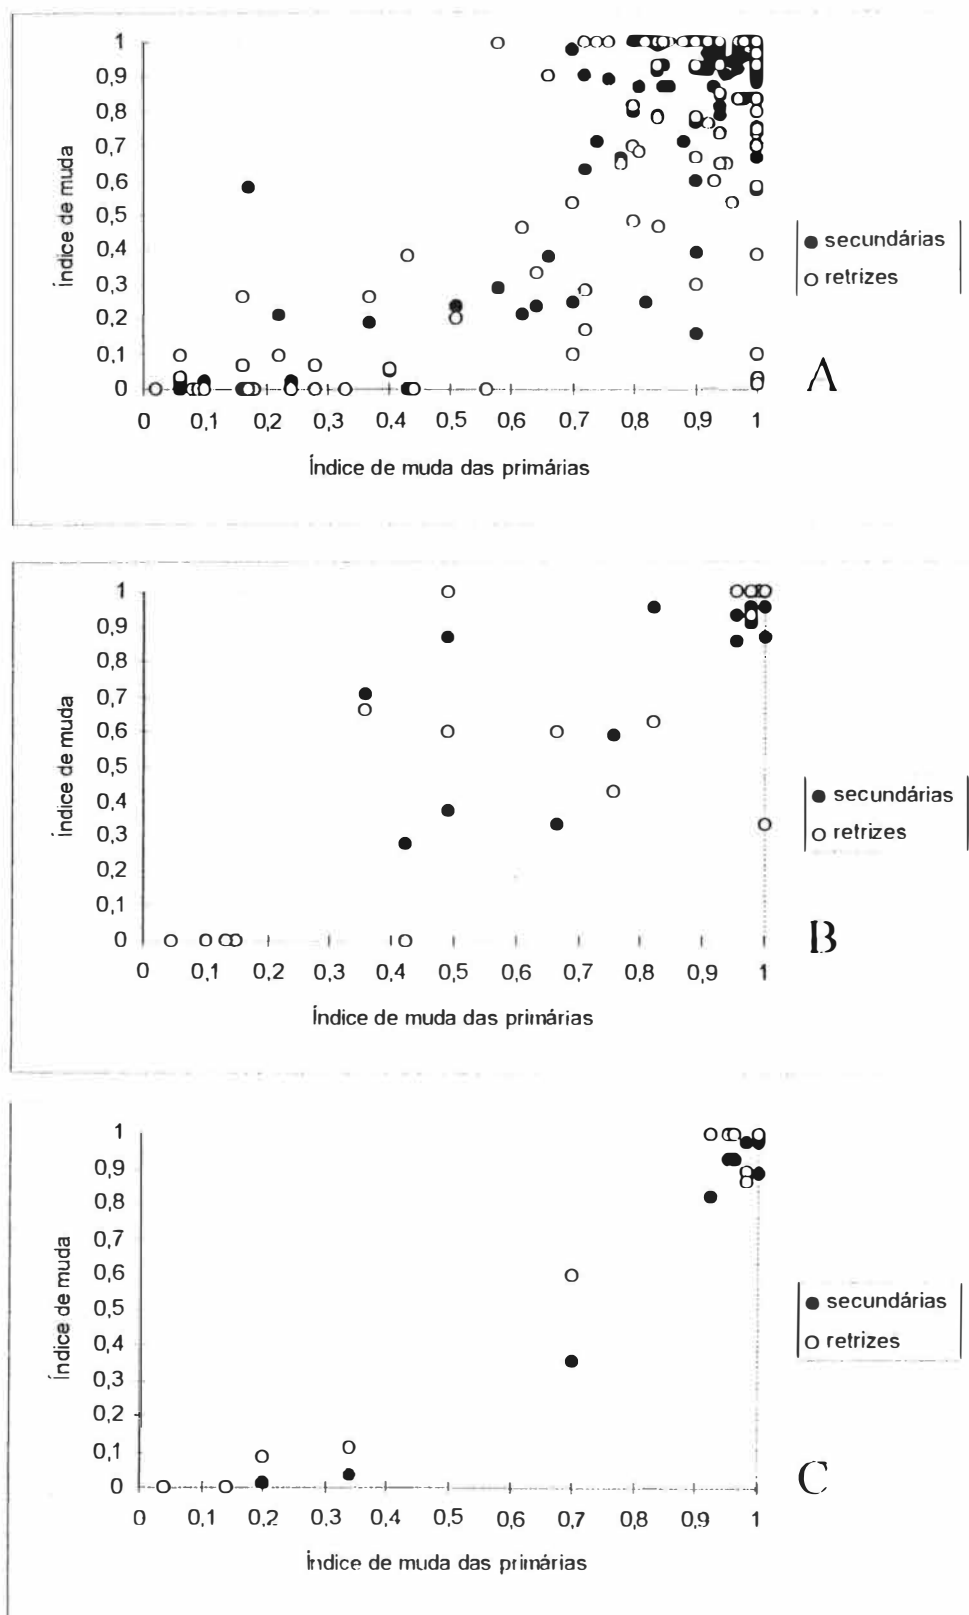 1
0,9
0,8
0,7
0,6
0,5
0,4
0,3
0,2
0,1
0
Índice de muda
0 0,1 0,2 0,3 0,4 0,5 0,6 0,7 0,8 0,9 1
Índice de muda das primárias
secundárias
retrizes
A
1
0,9
0,8
0,7
0,6
0,5
0,4
0,3
0,2
0,1
0
Índice de muda
0 0,1 0,2 0,3 0,4 0,5 0,6 0,7 0,8 0,9 1
Índice de muda das primárias
secundárias
retrizes
B
1
0,9
0,8
0,7
0,6
0,5
0,4
0,3
0,2
0,1
0
Índice de muda
0 0,1 0,2 0,3 0,4 0,5 0,6 0,7 0,8 0,9 1
Índice de muda das primárias
secundárias
retrizes
C